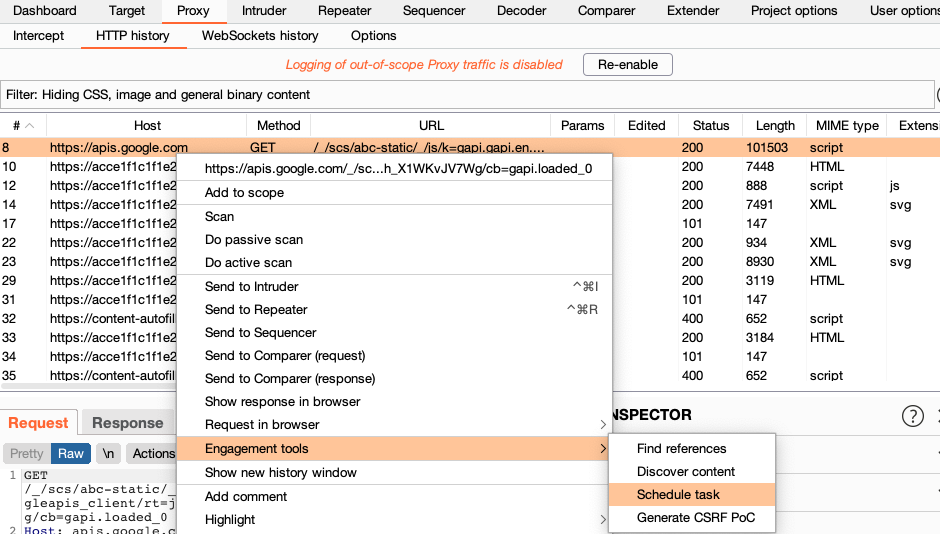 Dashboard Target Proxy Intruder Repeater Sequencer Decoder Comparer Extender Project options User options
Intercept HTTP history WebSockets history Options
Logging of out-of-scope Proxy traffic is disabled Re-enable
Filter: Hiding CSS, image and general binary content
# Host Method URL Params Edited Status Length MIME type Extensi
8 https://apis.google.com GET /_/scs/abc-static/_/js/k=gapi.gapi.en.... 200 101503 script
10 https://acce1f1c1f1e2 200 7448 HTML
12 https://acce1f1c1f1e2 200 888 script js
14 https://acce1f1c1f1e2 200 7491 XML svg
17 https://acce1f1c1f1e2 101 147
22 https://acce1f1c1f1e2 200 934 XML svg
23 https://acce1f1c1f1e2 200 8930 XML svg
29 https://acce1f1c1f1e2 200 3119 HTML
31 https://acce1f1c1f1e2 101 147
32 https://content-autofill 400 652 script
33 https://acce1f1c1f1e2 200 3184 HTML
34 https://acce1f1c1f1e2 101 147
35 https://content-autofill 400 652 script
https://apis.google.com/_/sc...h_X1WKvJV7Wg/cb=gapi.loaded_0
Add to scope
Scan
Do passive scan
Do active scan
Send to Intruder ^⌘I
Send to Repeater ^⌘R
Send to Sequencer
Send to Comparer (request)
Send to Comparer (response)
Show response in browser
Request in browser >
Engagement tools >
Show new history window
Add comment
Highlight >
Find references
Discover content
Schedule task
Generate CSRF PoC
Request Response
NSPECTOR ?
Pretty Raw \n Actions
1 GET
/_/scs/abc-static/_
gleapis_client/rt=j
g/cb=gapi.loaded_0
2 Host: apis.google.c